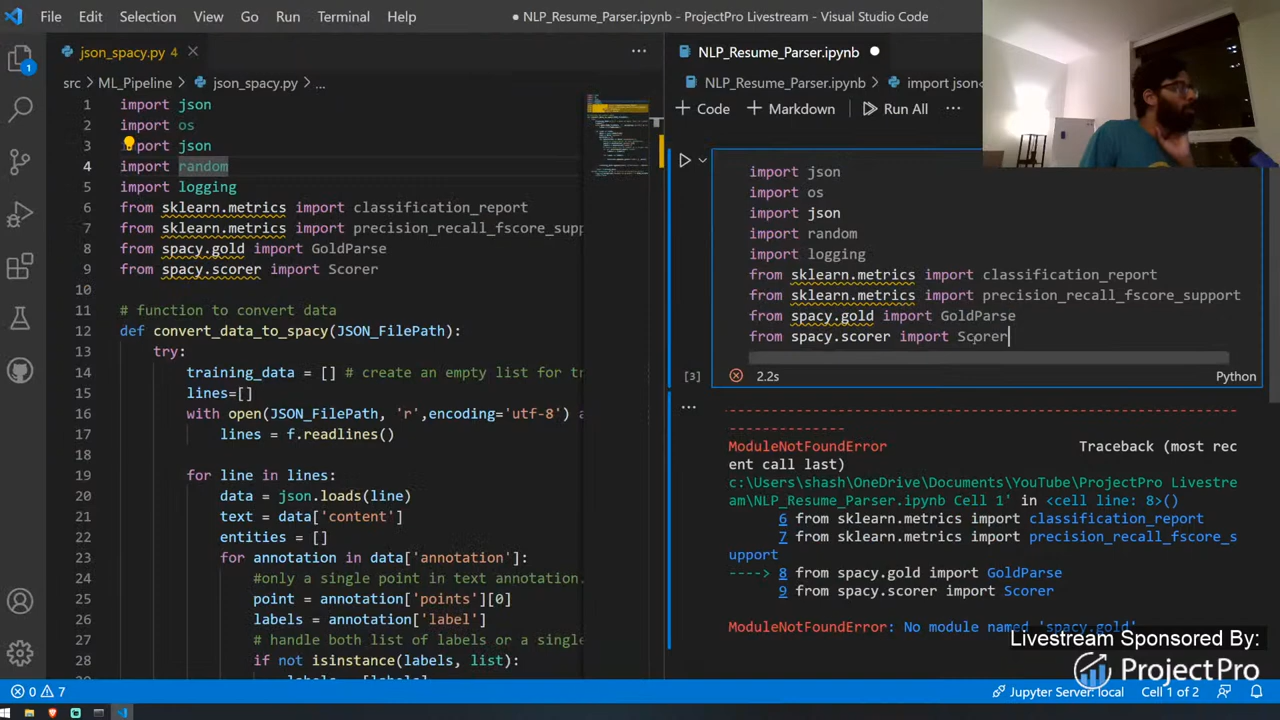 File Edit Selection View Go Run Terminal Help
NLP_Resume_Parser.ipynb - ProjectPro Livestream - Visual Studio Code
json_spacy.py 4
src > ML_Pipeline > json_spacy.py > ...
1 import json
2 import os
3 import json
4 import random
5 import logging
6 from sklearn.metrics import classification_report
7 from sklearn.metrics import precision_recall_fscore_supp
8 from spacy.gold import GoldParse
9 from spacy.scorer import Scorer
10
11 # function to convert data
12 def convert_data_to_spacy(JSON_FilePath):
13 try:
14 training_data = [] # create an empty list for tr
15 lines=[]
16 with open(JSON_FilePath, 'r',encoding='utf-8') a
17 lines = f.readlines()
18
19 for line in lines:
20 data = json.loads(line)
21 text = data['content']
22 entities = []
23 for annotation in data['annotation']:
24 #only a single point in text annotation.
25 point = annotation['points'][0]
26 labels = annotation['label']
27 # handle both list of labels or a single
28 if not isinstance(labels, list):
NLP_Resume_Parser.ipynb
NLP_Resume_Parser.ipynb > import json
+ Code + Markdown Run All ...
import json
import os
import json
import random
import logging
from sklearn.metrics import classification_report
from sklearn.metrics import precision_recall_fscore_support
from spacy.gold import GoldParse
from spacy.scorer import Scorer
[3] 2.2s Python
---------------------------------------------------------------------------
ModuleNotFoundError Traceback (most rec
ent call last)
c:\Users\shash\OneDrive\Documents\YouTube\ProjectPro Livestre
am\NLP_Resume_Parser.ipynb Cell 1' in <cell line: 8>()
6 from sklearn.metrics import classification_report
7 from sklearn.metrics import precision_recall_fscore_s
upport
----> 8 from spacy.gold import GoldParse
9 from spacy.scorer import Scorer
ModuleNotFoundError: No module named 'spacy.gold'
Livestream Sponsored By:
ProjectPro
0 7
Jupyter Server: local Cell 1 of 2
1